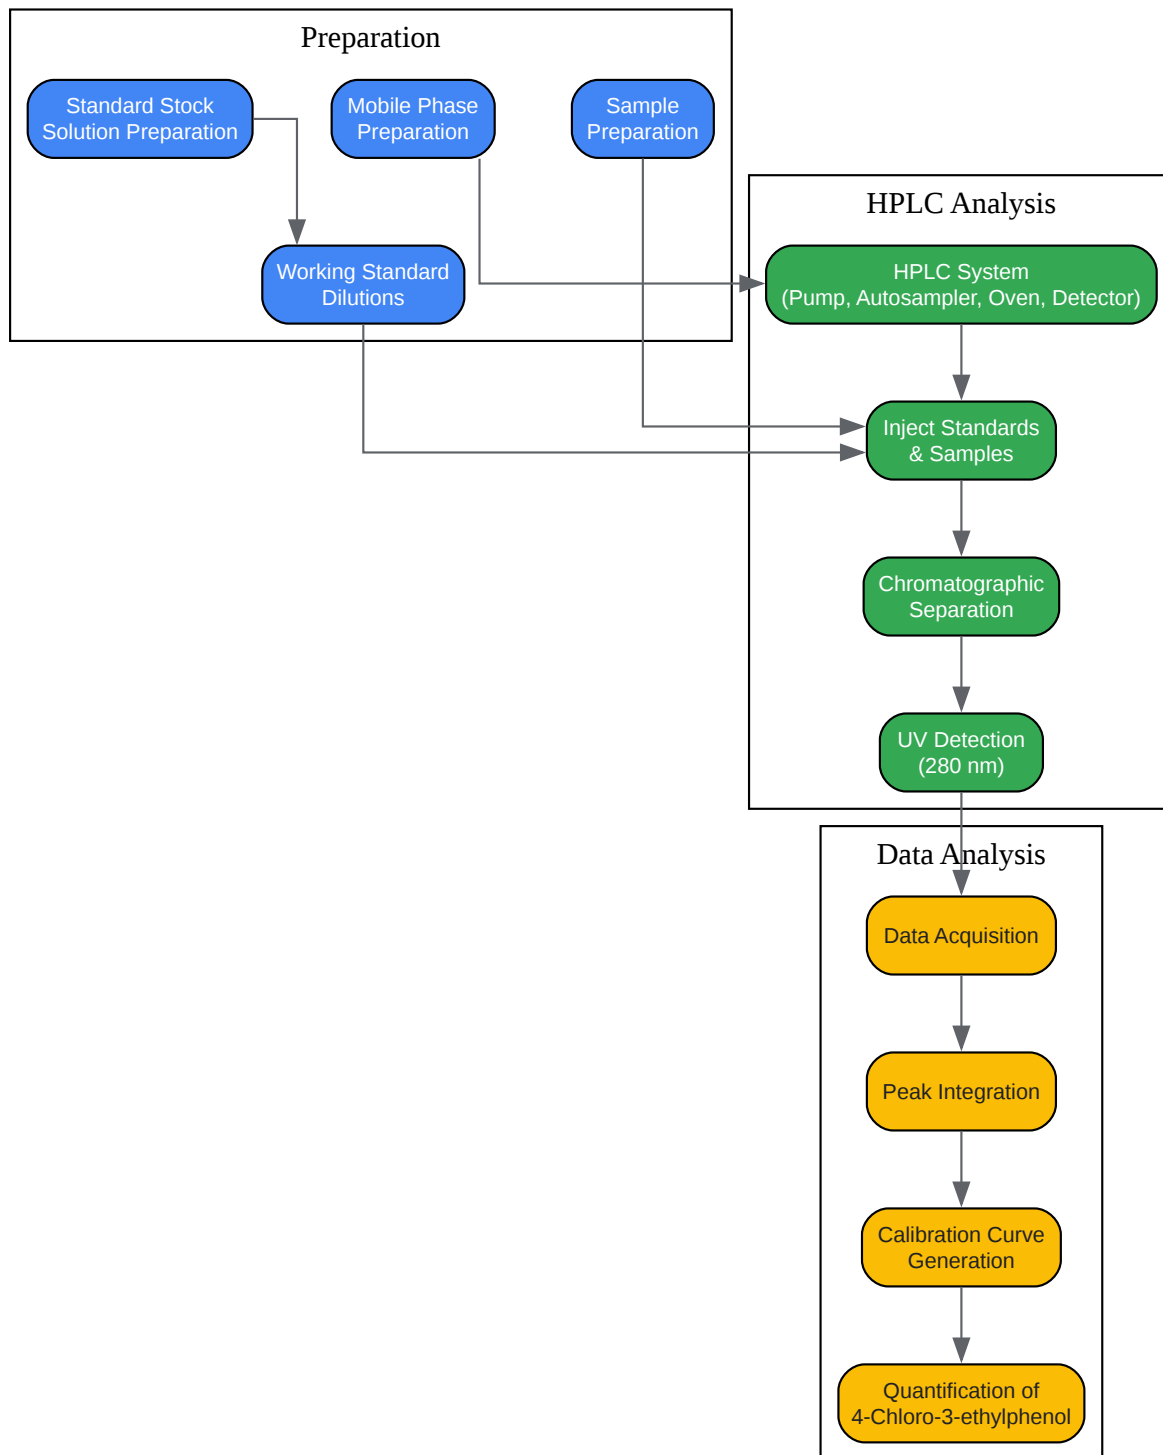 Preparation
Standard Stock
Solution Preparation
Mobile Phase
Preparation
Sample
Preparation
Working Standard
Dilutions
HPLC Analysis
HPLC System
(Pump, Autosampler, Oven, Detector)
Inject Standards
& Samples
Chromatographic
Separation
UV Detection
(280 nm)
Data Analysis
Data Acquisition
Peak Integration
Calibration Curve
Generation
Quantification of
4-Chloro-3-ethylphenol